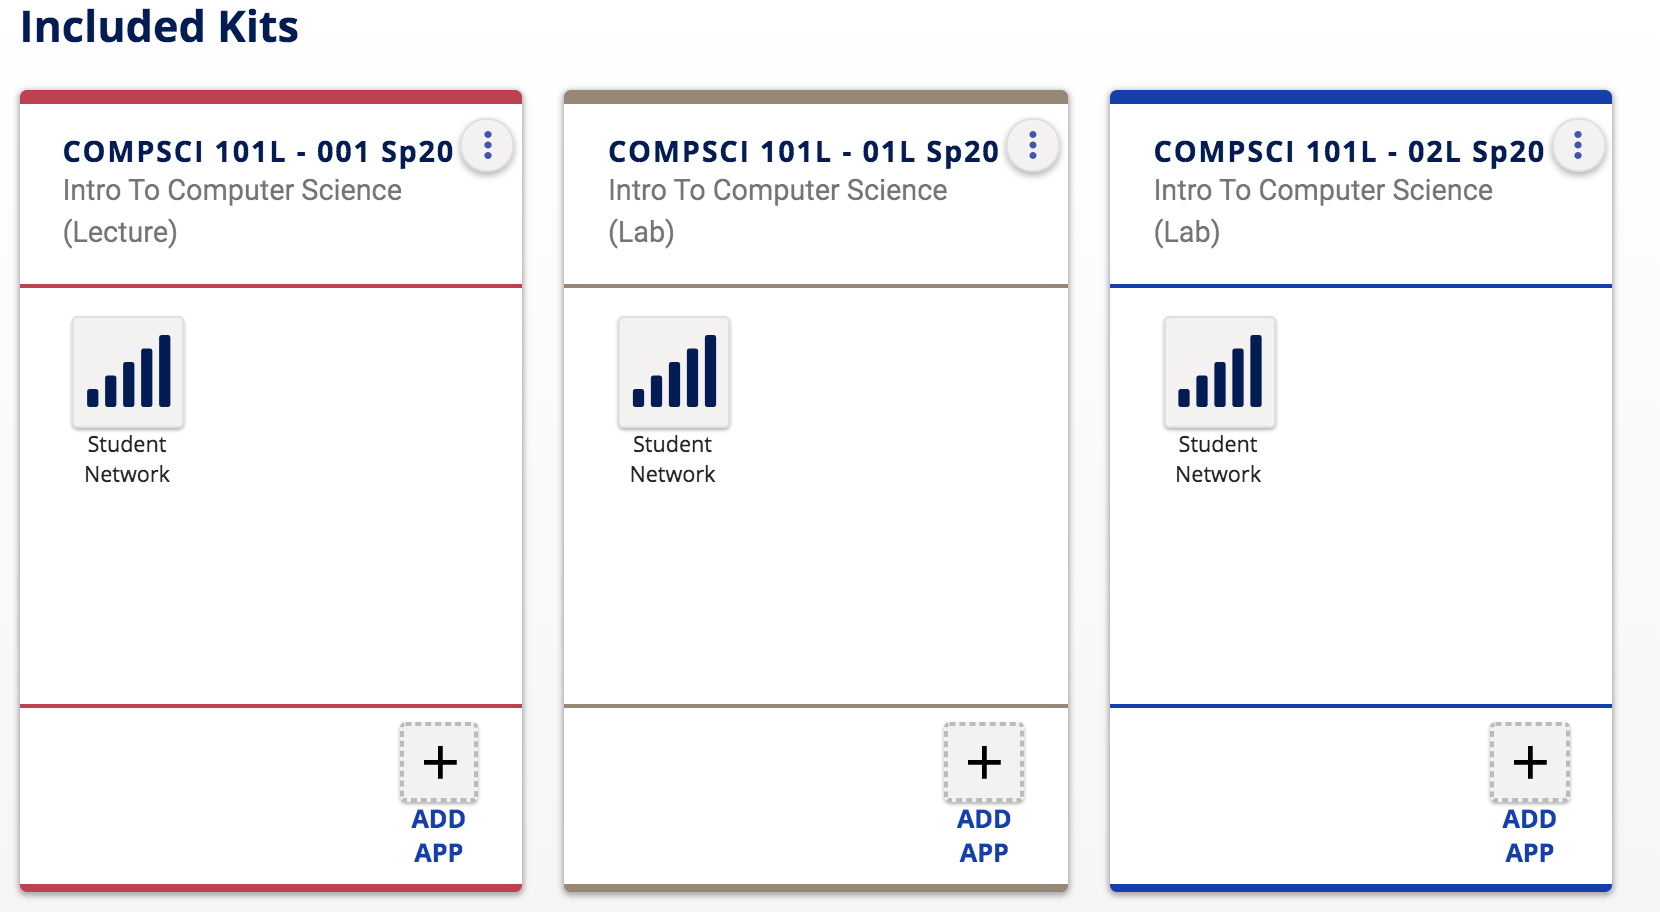 Included Kits
COMPSCI 101L - 001 Sp20
Intro To Computer Science
(Lecture)
Student
Network
+
ADD
APP
COMPSCI 101L - 01L Sp20
Intro To Computer Science
(Lab)
Student
Network
+
ADD
APP
COMPSCI 101L - 02L Sp20
Intro To Computer Science
(Lab)
Student
Network
+
ADD
APP